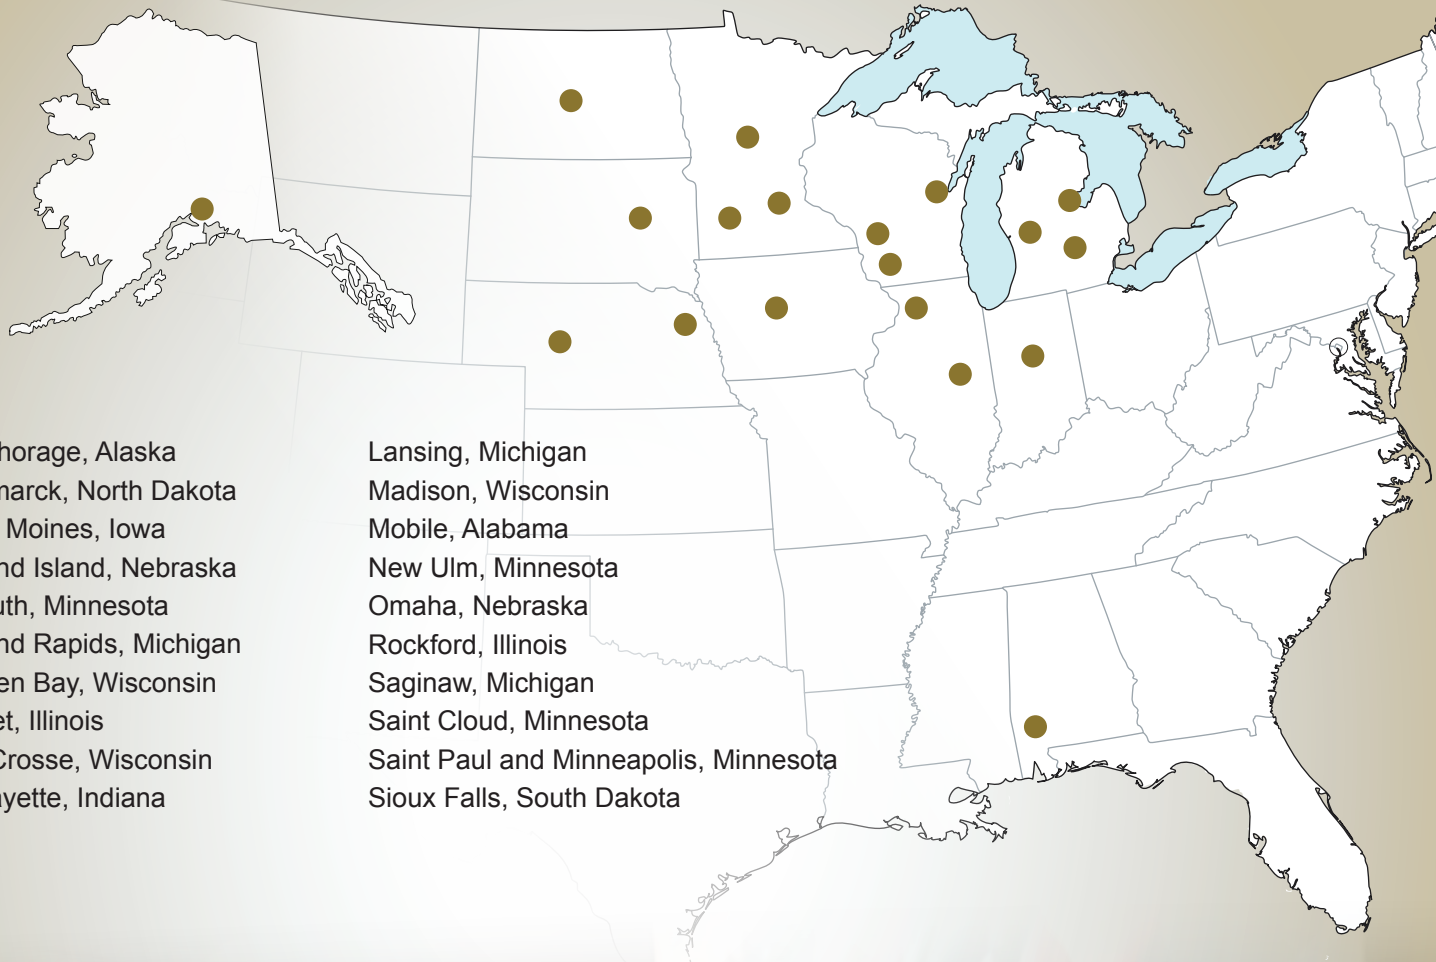 horage, Alaska
marck, North Dakota
Moines, Iowa
nd Island, Nebraska
uth, Minnesota
nd Rapids, Michigan
en Bay, Wisconsin
et, Illinois
Crosse, Wisconsin
ayette, Indiana
Lansing, Michigan
Madison, Wisconsin
Mobile, Alabama
New Ulm, Minnesota
Omaha, Nebraska
Rockford, Illinois
Saginaw, Michigan
Saint Cloud, Minnesota
Saint Paul and Minneapolis, Minnesota
Sioux Falls, South Dakota